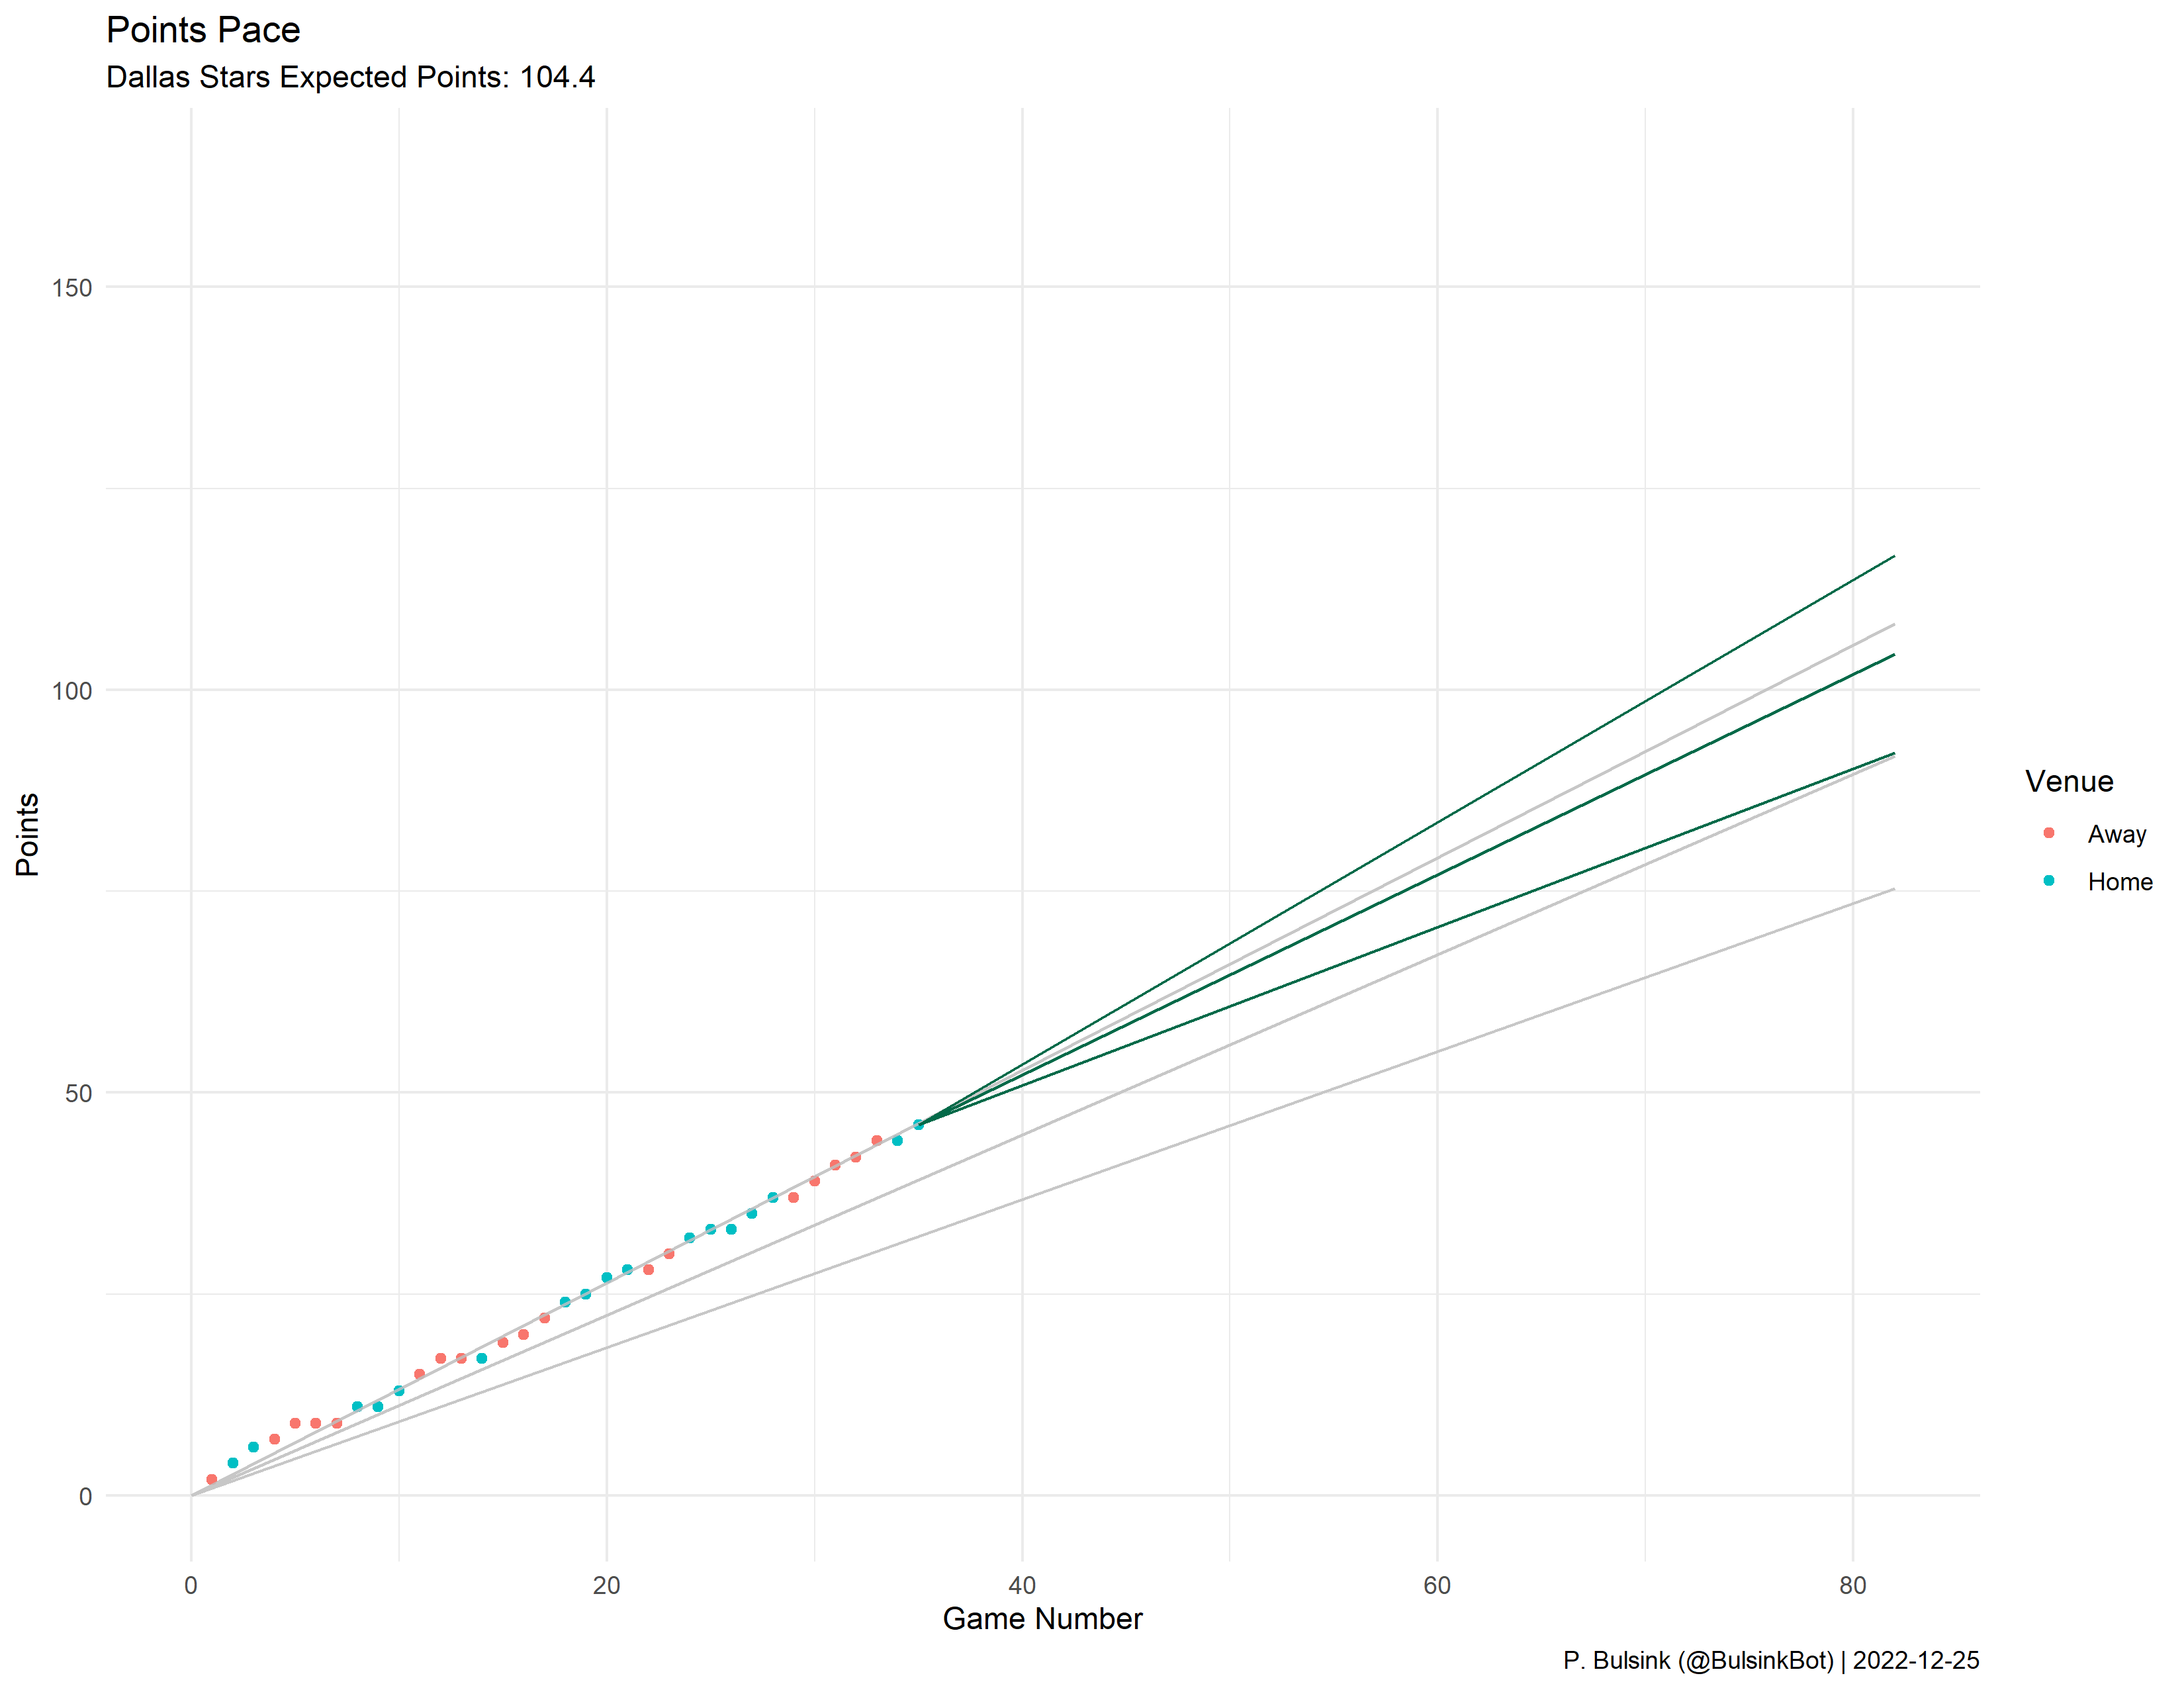 Points Pace
Dallas Stars Expected Points: 104.4
150
100
50
0
Points
0 20 40 60 80
Game Number
Venue
Away
Home
P. Bulsink (@BulsinkBot) | 2022-12-25